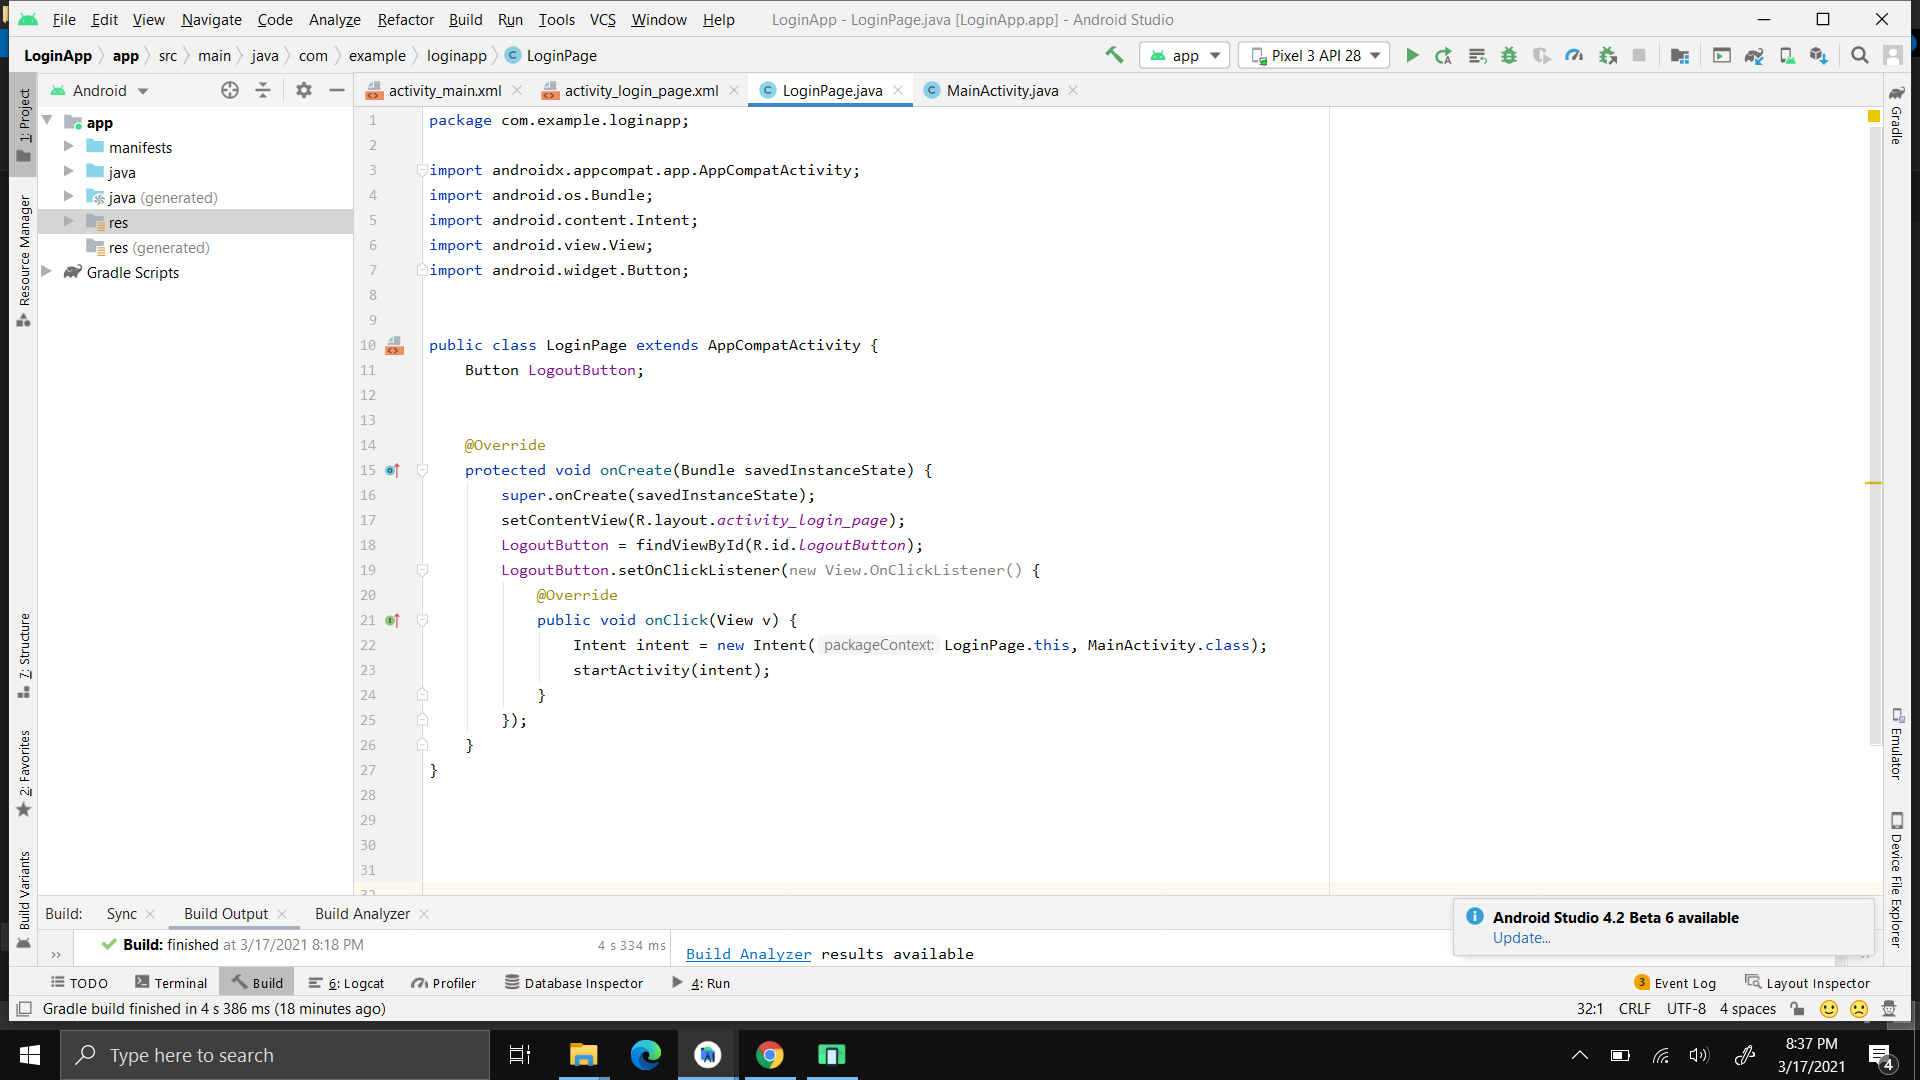 File Edit View Navigate Code Analyze Refactor Build Run Tools VCS Window Help LoginApp - LoginPage.java [LoginApp.app] - Android Studio
LoginApp app src main java com example loginapp LoginPage app Pixel 3 API 28
Android activity_main.xml activity_login_page.xml LoginPage.java MainActivity.java
1: Project
Resource Manager
7: Structure
2: Favorites
Build Variants
app
manifests
java
java (generated)
res
res (generated)
Gradle Scripts
1 package com.example.loginapp;
2
3 import androidx.appcompat.app.AppCompatActivity;
4 import android.os.Bundle;
5 import android.content.Intent;
6 import android.view.View;
7 import android.widget.Button;
8
9
10 public class LoginPage extends AppCompatActivity {
11 Button LogoutButton;
12
13
14 @Override
15 protected void onCreate(Bundle savedInstanceState) {
16 super.onCreate(savedInstanceState);
17 setContentView(R.layout.activity_login_page);
18 LogoutButton = findViewById(R.id.logoutButton);
19 LogoutButton.setOnClickListener(new View.OnClickListener() {
20 @Override
21 public void onClick(View v) {
22 Intent intent = new Intent( packageContext: LoginPage.this, MainActivity.class);
23 startActivity(intent);
24 }
25 });
26 }
27 }
28
29
30
31
32
Gradle
Emulator
Device File Explorer
Build: Sync Build Output Build Analyzer
Build: finished at 3/17/2021 8:18 PM 4 s 334 ms
Build Analyzer results available
Android Studio 4.2 Beta 6 available
Update...
TODO Terminal Build 6: Logcat Profiler Database Inspector 4: Run 3 Event Log Layout Inspector
Gradle build finished in 4 s 386 ms (18 minutes ago) 32:1 CRLF UTF-8 4 spaces
Type here to search
8:37 PM
3/17/2021
4